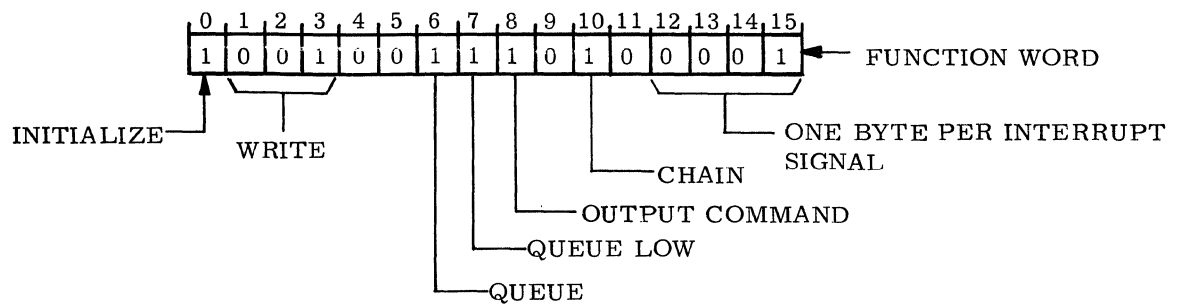 0 1 2 3 4 5 6 7 8 9 10 11 12 13 14 15
1 0 0 1 0 0 1 1 1 0 1 0 0 0 0 1 FUNCTION WORD
INITIALIZE
WRITE
ONE BYTE PER INTERRUPT
SIGNAL
CHAIN
OUTPUT COMMAND
QUEUE LOW
QUEUE